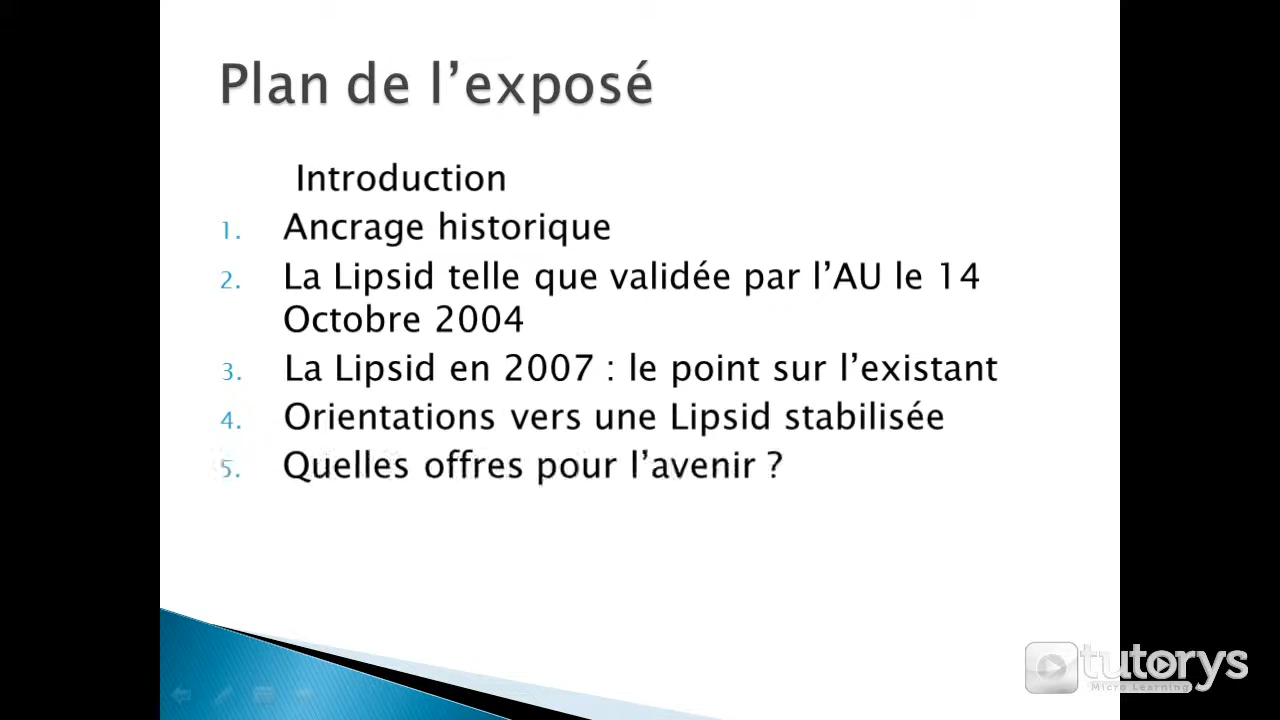 Plan de l’exposé
Introduction
1. Ancrage historique
2. La Lipsid telle que validée par l’AU le 14
Octobre 2004
3. La Lipsid en 2007 : le point sur l’existant
4. Orientations vers une Lipsid stabilisée
5. Quelles offres pour l’avenir ?
tutorys
Micro Learning